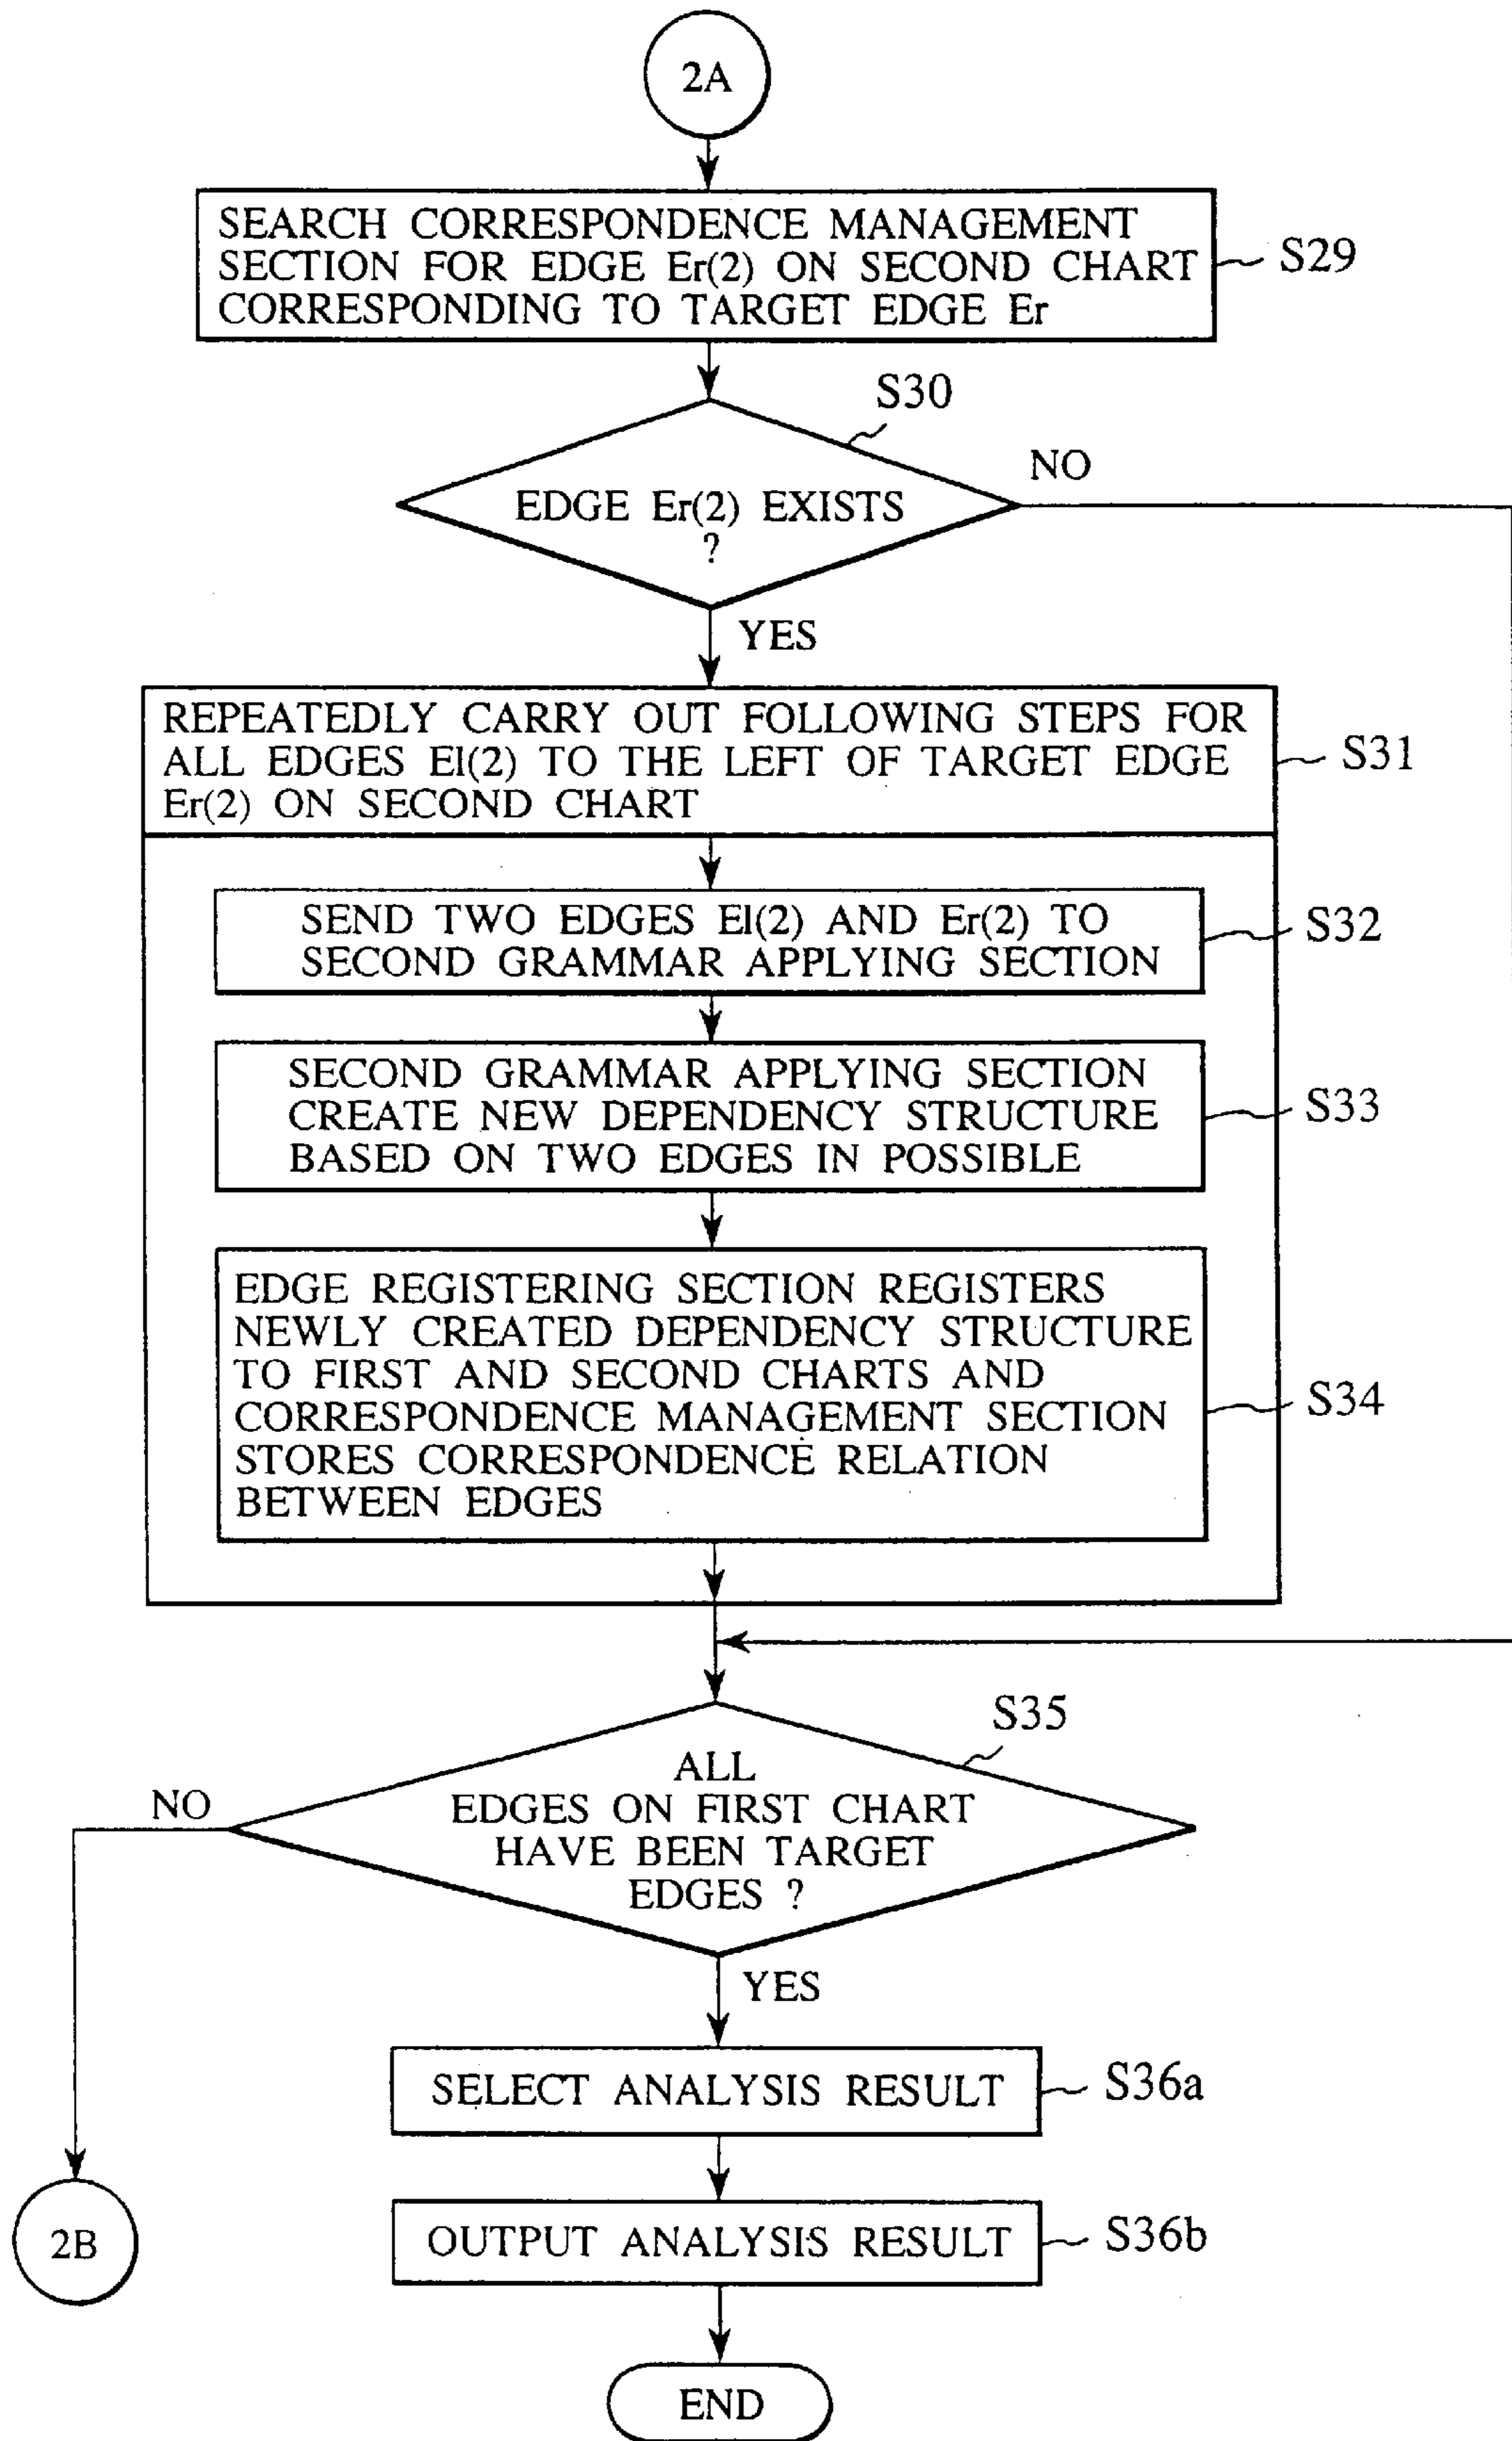 2A
SEARCH CORRESPONDENCE MANAGEMENT
SECTION FOR EDGE Er(2) ON SECOND CHART
CORRESPONDING TO TARGET EDGE Er
S29
S30
EDGE Er(2) EXISTS
?
NO
YES
REPEATEDLY CARRY OUT FOLLOWING STEPS FOR
ALL EDGES El(2) TO THE LEFT OF TARGET EDGE
Er(2) ON SECOND CHART
S31
SEND TWO EDGES El(2) AND Er(2) TO
SECOND GRAMMAR APPLYING SECTION
S32
SECOND GRAMMAR APPLYING SECTION
CREATE NEW DEPENDENCY STRUCTURE
BASED ON TWO EDGES IN POSSIBLE
S33
EDGE REGISTERING SECTION REGISTERS
NEWLY CREATED DEPENDENCY STRUCTURE
TO FIRST AND SECOND CHARTS AND
CORRESPONDENCE MANAGEMENT SECTION
STORES CORRESPONDENCE RELATION
BETWEEN EDGES
S34
S35
ALL
EDGES ON FIRST CHART
HAVE BEEN TARGET
EDGES ?
NO
YES
SELECT ANALYSIS RESULT
S36a
2B
OUTPUT ANALYSIS RESULT
S36b
END